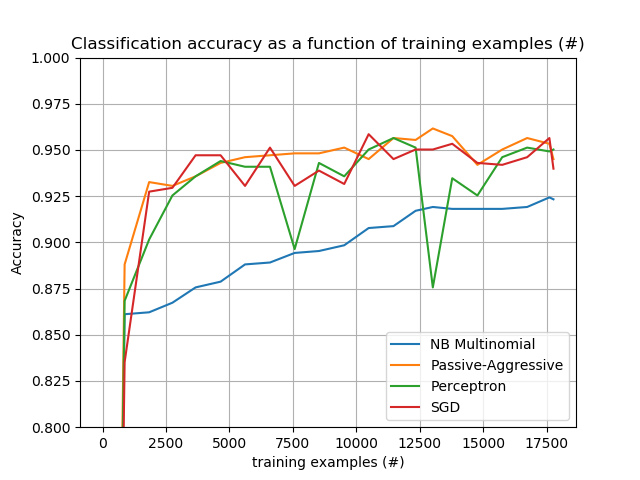 Classification accuracy as a function of training examples (#)
1.000
0.975
0.950
0.925
0.900
0.875
0.850
0.825
0.800
Accuracy
NB Multinomial
Passive-Aggressive
Perceptron
SGD
0 2500 5000 7500 10000 12500 15000 17500
training examples (#)